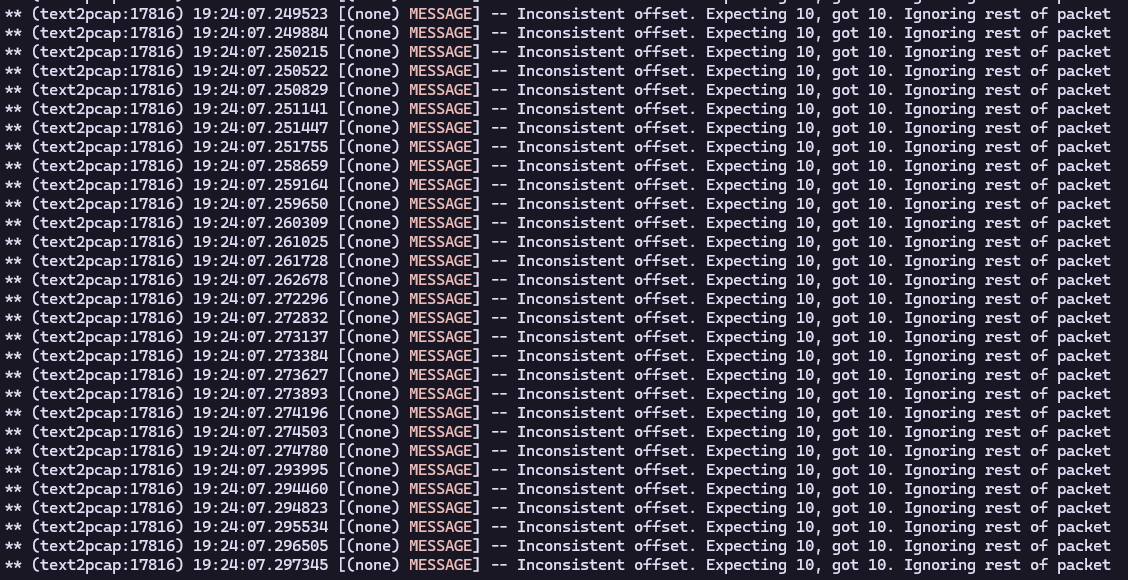 ** (text2pcap:17816) 19:24:07.249523 [(none) MESSAGE] -- Inconsistent offset. Expecting 10, got 10. Ignoring rest of packet
** (text2pcap:17816) 19:24:07.249884 [(none) MESSAGE] -- Inconsistent offset. Expecting 10, got 10. Ignoring rest of packet
** (text2pcap:17816) 19:24:07.250215 [(none) MESSAGE] -- Inconsistent offset. Expecting 10, got 10. Ignoring rest of packet
** (text2pcap:17816) 19:24:07.250522 [(none) MESSAGE] -- Inconsistent offset. Expecting 10, got 10. Ignoring rest of packet
** (text2pcap:17816) 19:24:07.250829 [(none) MESSAGE] -- Inconsistent offset. Expecting 10, got 10. Ignoring rest of packet
** (text2pcap:17816) 19:24:07.251141 [(none) MESSAGE] -- Inconsistent offset. Expecting 10, got 10. Ignoring rest of packet
** (text2pcap:17816) 19:24:07.251447 [(none) MESSAGE] -- Inconsistent offset. Expecting 10, got 10. Ignoring rest of packet
** (text2pcap:17816) 19:24:07.251755 [(none) MESSAGE] -- Inconsistent offset. Expecting 10, got 10. Ignoring rest of packet
** (text2pcap:17816) 19:24:07.258659 [(none) MESSAGE] -- Inconsistent offset. Expecting 10, got 10. Ignoring rest of packet
** (text2pcap:17816) 19:24:07.259164 [(none) MESSAGE] -- Inconsistent offset. Expecting 10, got 10. Ignoring rest of packet
** (text2pcap:17816) 19:24:07.259650 [(none) MESSAGE] -- Inconsistent offset. Expecting 10, got 10. Ignoring rest of packet
** (text2pcap:17816) 19:24:07.260309 [(none) MESSAGE] -- Inconsistent offset. Expecting 10, got 10. Ignoring rest of packet
** (text2pcap:17816) 19:24:07.261025 [(none) MESSAGE] -- Inconsistent offset. Expecting 10, got 10. Ignoring rest of packet
** (text2pcap:17816) 19:24:07.261728 [(none) MESSAGE] -- Inconsistent offset. Expecting 10, got 10. Ignoring rest of packet
** (text2pcap:17816) 19:24:07.262678 [(none) MESSAGE] -- Inconsistent offset. Expecting 10, got 10. Ignoring rest of packet
** (text2pcap:17816) 19:24:07.272296 [(none) MESSAGE] -- Inconsistent offset. Expecting 10, got 10. Ignoring rest of packet
** (text2pcap:17816) 19:24:07.272832 [(none) MESSAGE] -- Inconsistent offset. Expecting 10, got 10. Ignoring rest of packet
** (text2pcap:17816) 19:24:07.273137 [(none) MESSAGE] -- Inconsistent offset. Expecting 10, got 10. Ignoring rest of packet
** (text2pcap:17816) 19:24:07.273384 [(none) MESSAGE] -- Inconsistent offset. Expecting 10, got 10. Ignoring rest of packet
** (text2pcap:17816) 19:24:07.273627 [(none) MESSAGE] -- Inconsistent offset. Expecting 10, got 10. Ignoring rest of packet
** (text2pcap:17816) 19:24:07.273893 [(none) MESSAGE] -- Inconsistent offset. Expecting 10, got 10. Ignoring rest of packet
** (text2pcap:17816) 19:24:07.274196 [(none) MESSAGE] -- Inconsistent offset. Expecting 10, got 10. Ignoring rest of packet
** (text2pcap:17816) 19:24:07.274503 [(none) MESSAGE] -- Inconsistent offset. Expecting 10, got 10. Ignoring rest of packet
** (text2pcap:17816) 19:24:07.274780 [(none) MESSAGE] -- Inconsistent offset. Expecting 10, got 10. Ignoring rest of packet
** (text2pcap:17816) 19:24:07.293995 [(none) MESSAGE] -- Inconsistent offset. Expecting 10, got 10. Ignoring rest of packet
** (text2pcap:17816) 19:24:07.294460 [(none) MESSAGE] -- Inconsistent offset. Expecting 10, got 10. Ignoring rest of packet
** (text2pcap:17816) 19:24:07.294823 [(none) MESSAGE] -- Inconsistent offset. Expecting 10, got 10. Ignoring rest of packet
** (text2pcap:17816) 19:24:07.295534 [(none) MESSAGE] -- Inconsistent offset. Expecting 10, got 10. Ignoring rest of packet
** (text2pcap:17816) 19:24:07.296505 [(none) MESSAGE] -- Inconsistent offset. Expecting 10, got 10. Ignoring rest of packet
** (text2pcap:17816) 19:24:07.297345 [(none) MESSAGE] -- Inconsistent offset. Expecting 10, got 10. Ignoring rest of packet